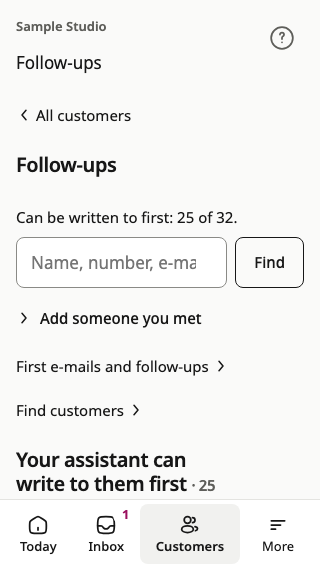 Sample Studio
Follow-ups
All customers
Follow-ups
Can be written to first: 25 of 32.
Name, number, e-ma
Find
Add someone you met
First e-mails and follow-ups
Find customers
Your assistant can
write to them first · 25
1
Today
Inbox
Customers
More